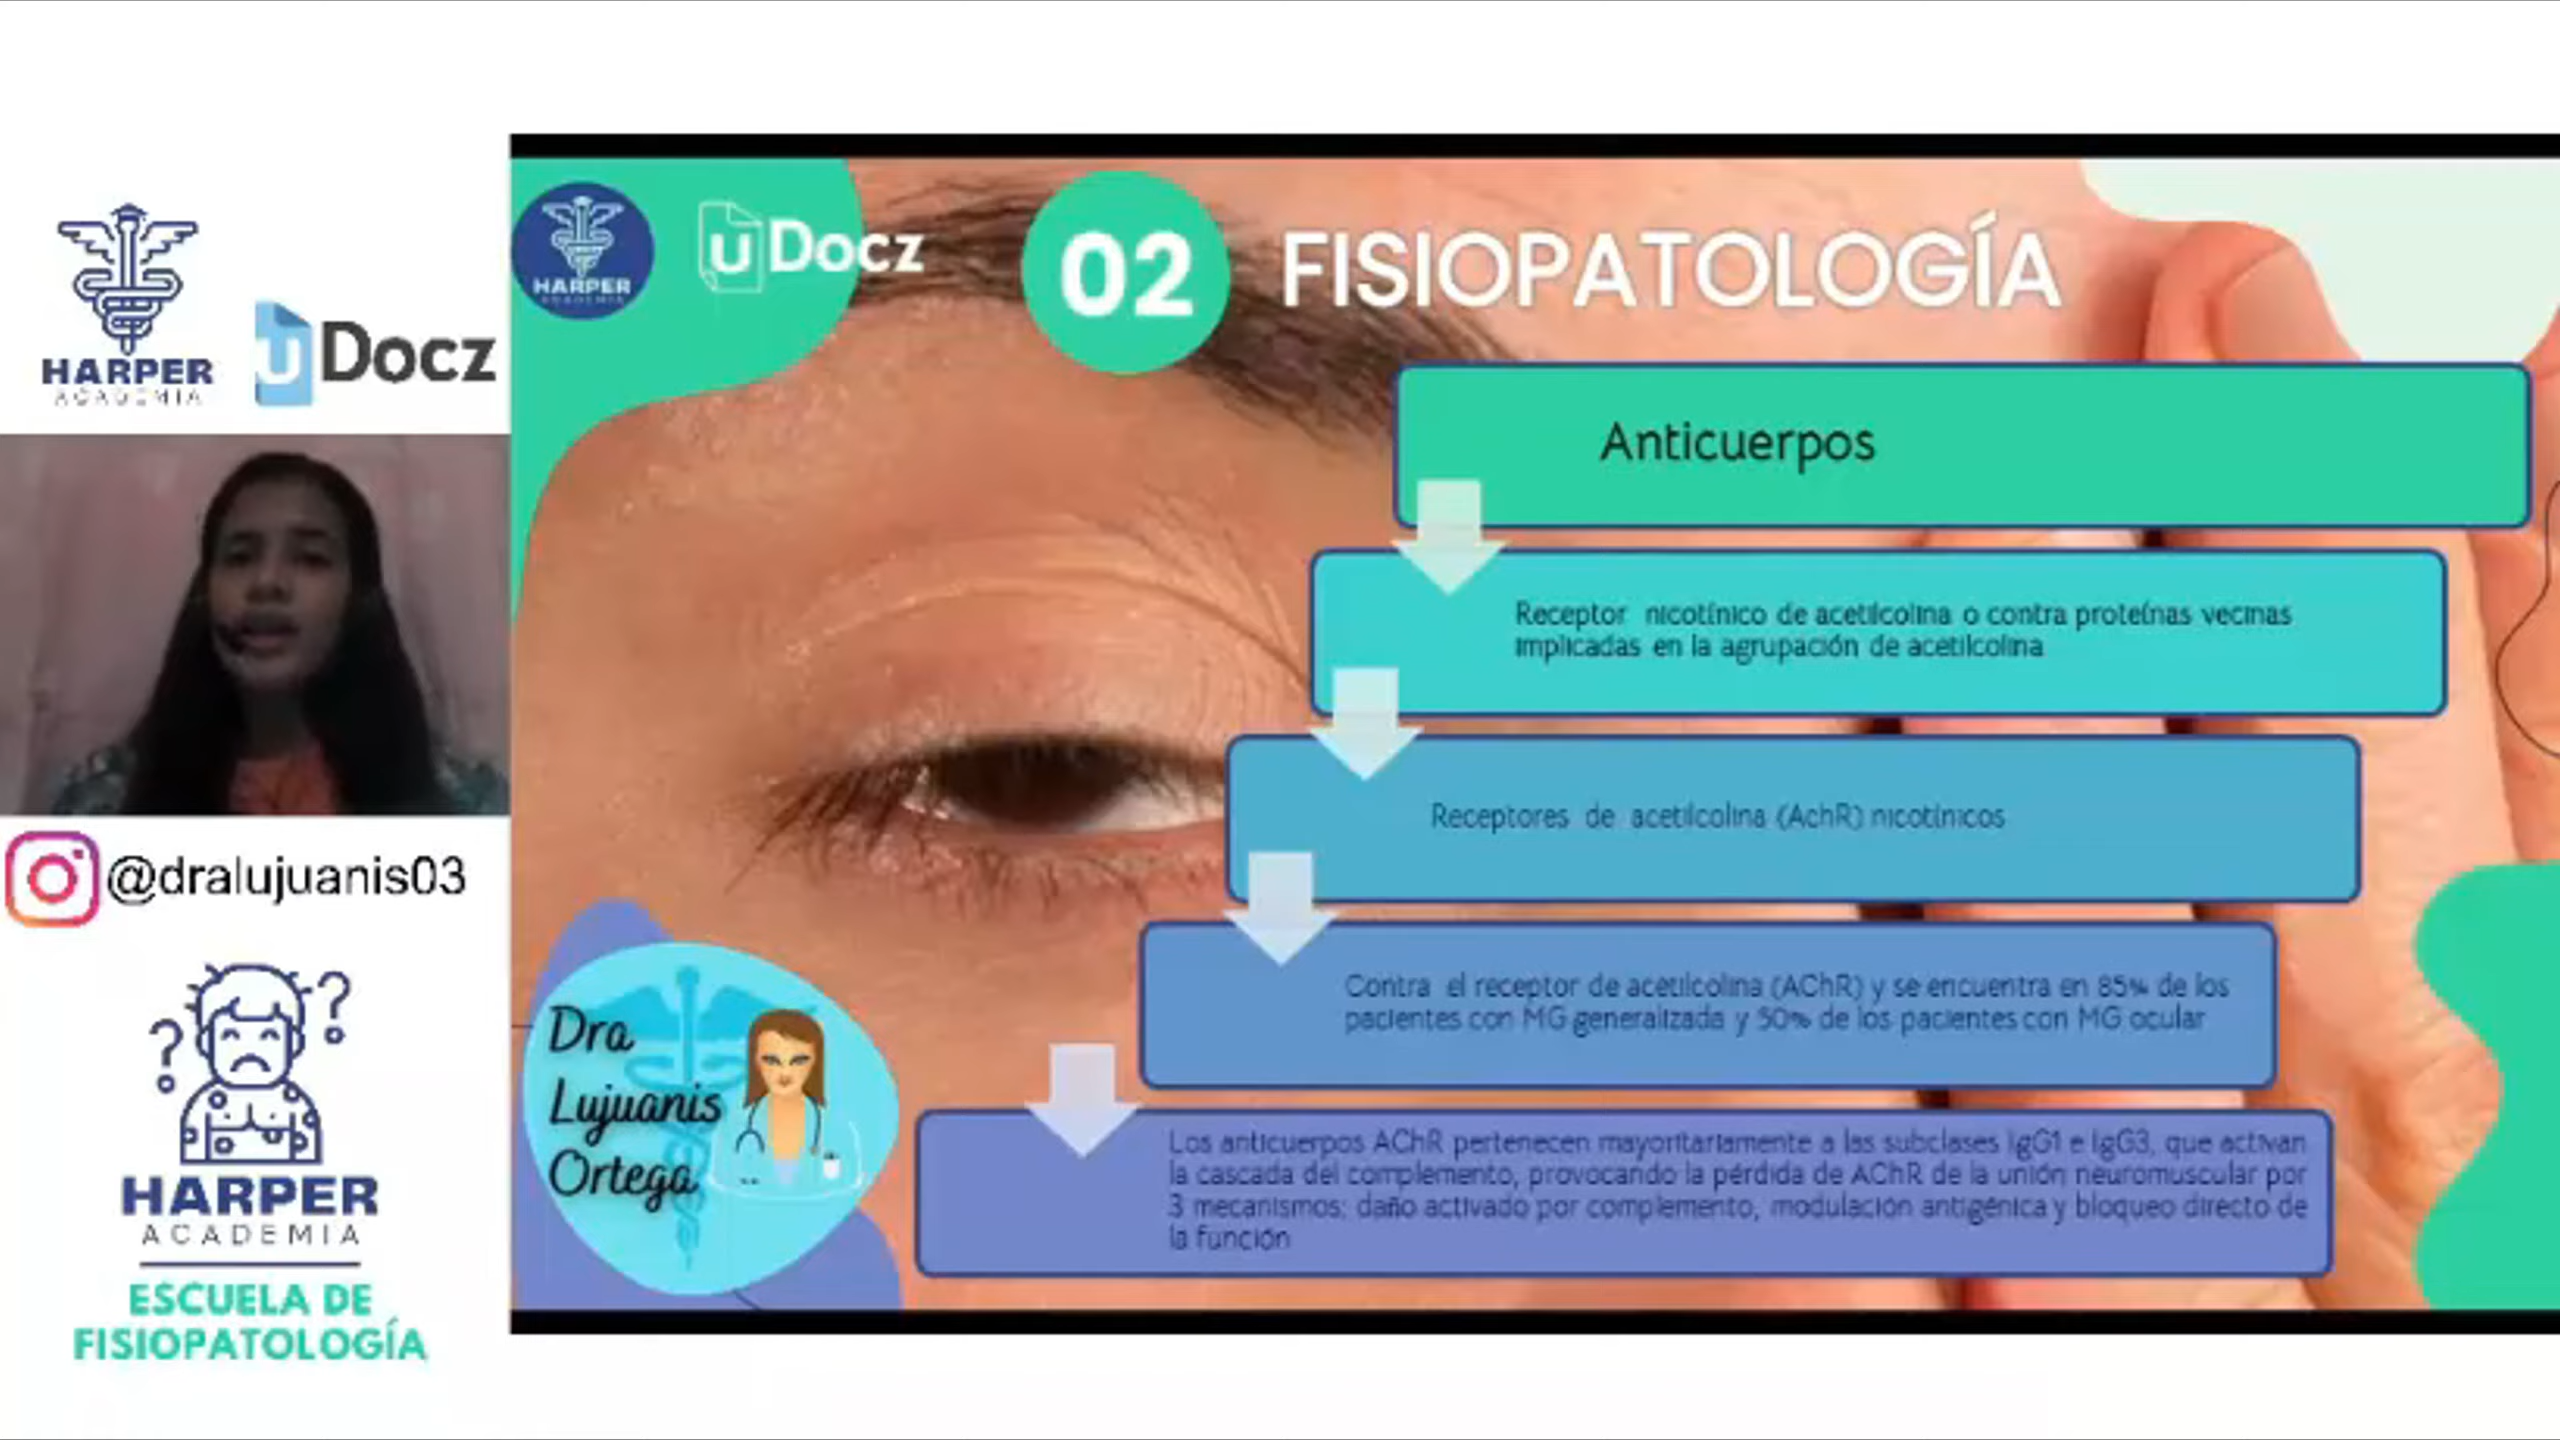 HARPER
ACADEMIA
uDocz
@dralujuanis03
HARPER
ACADEMIA
ESCUELA DE
FISIOPATOLOGÍA
HARPER
ACADEMIA
uDocz
02
FISIOPATOLOGÍA
Anticuerpos
Receptor nicotínico de acetilcolina o contra proteínas vecinas
implicadas en la agrupación de acetilcolina
Receptores de acetilcolina (AchR) nicotínicos
Contra el receptor de acetilcolina (AChR) y se encuentra en 85% de los
pacientes con MG generalizada y 50% de los pacientes con MG ocular
Los anticuerpos AChR pertenecen mayoritariamente a las subclases IgG1 e IgG3, que activan
la cascada del complemento, provocando la pérdida de AChR de la unión neuromuscular por
3 mecanismos: daño activado por complemento, modulación antigénica y bloqueo directo de
la función
Dra
Lujuanis
Ortega